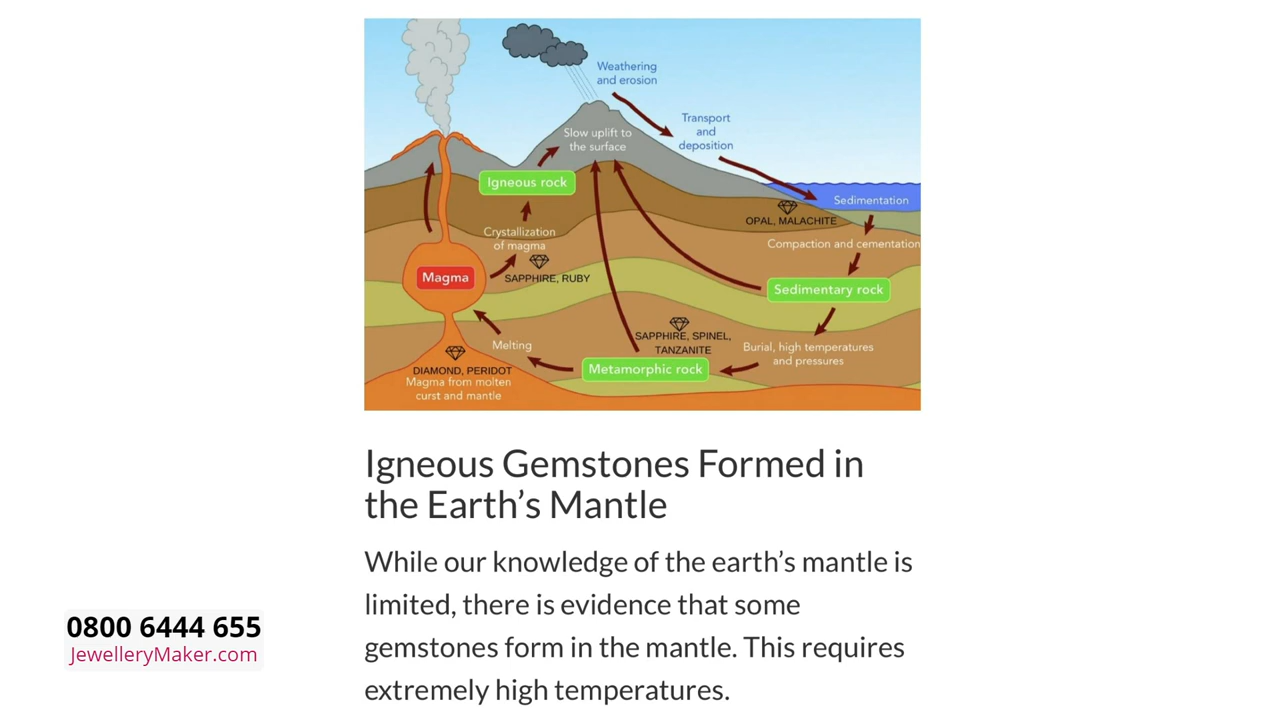 Weathering
and erosion
Transport
and
deposition
Slow uplift to
the surface
Igneous rock
Sedimentation
OPAL, MALACHITE
Crystallization
of magma
Compaction and cementation
Magma
SAPPHIRE, RUBY
Sedimentary rock
SAPPHIRE, SPINEL,
TANZANITE
Melting
Burial, high temperatures
and pressures
DIAMOND, PERIDOT
Metamorphic rock
Magma from molten
curst and mantle
Igneous Gemstones Formed in
the Earth’s Mantle
While our knowledge of the earth’s mantle is
limited, there is evidence that some
gemstones form in the mantle. This requires
extremely high temperatures.
0800 6444 655
JewelleryMaker.com